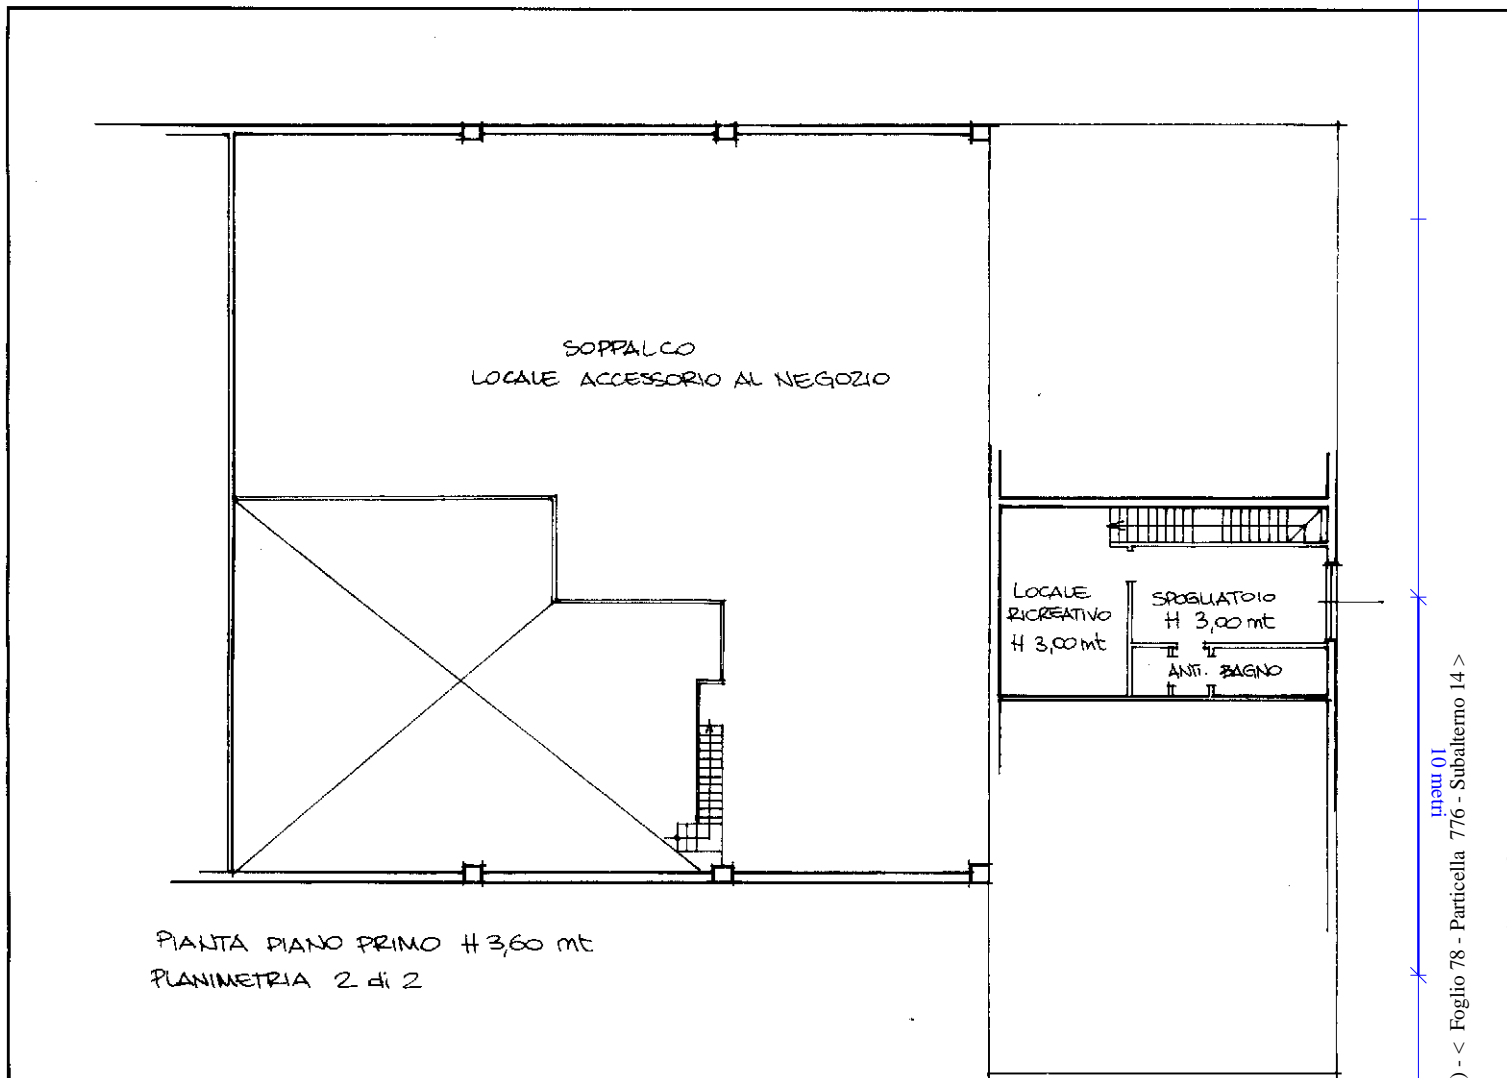 SOPPALCO
LOCALE ACCESSORIO AL NEGOZIO
LOCALE
RICREATIVO
H 3,00 mt
SPOGLIATOIO
H 3,00 mt
ANTI. BAGNO
PIANTA PIANO PRIMO H 3,60 mt
PLANIMETRIA 2 di 2
10 metri
) - < Foglio 78 - Particella 776 - Subalterno 14 >